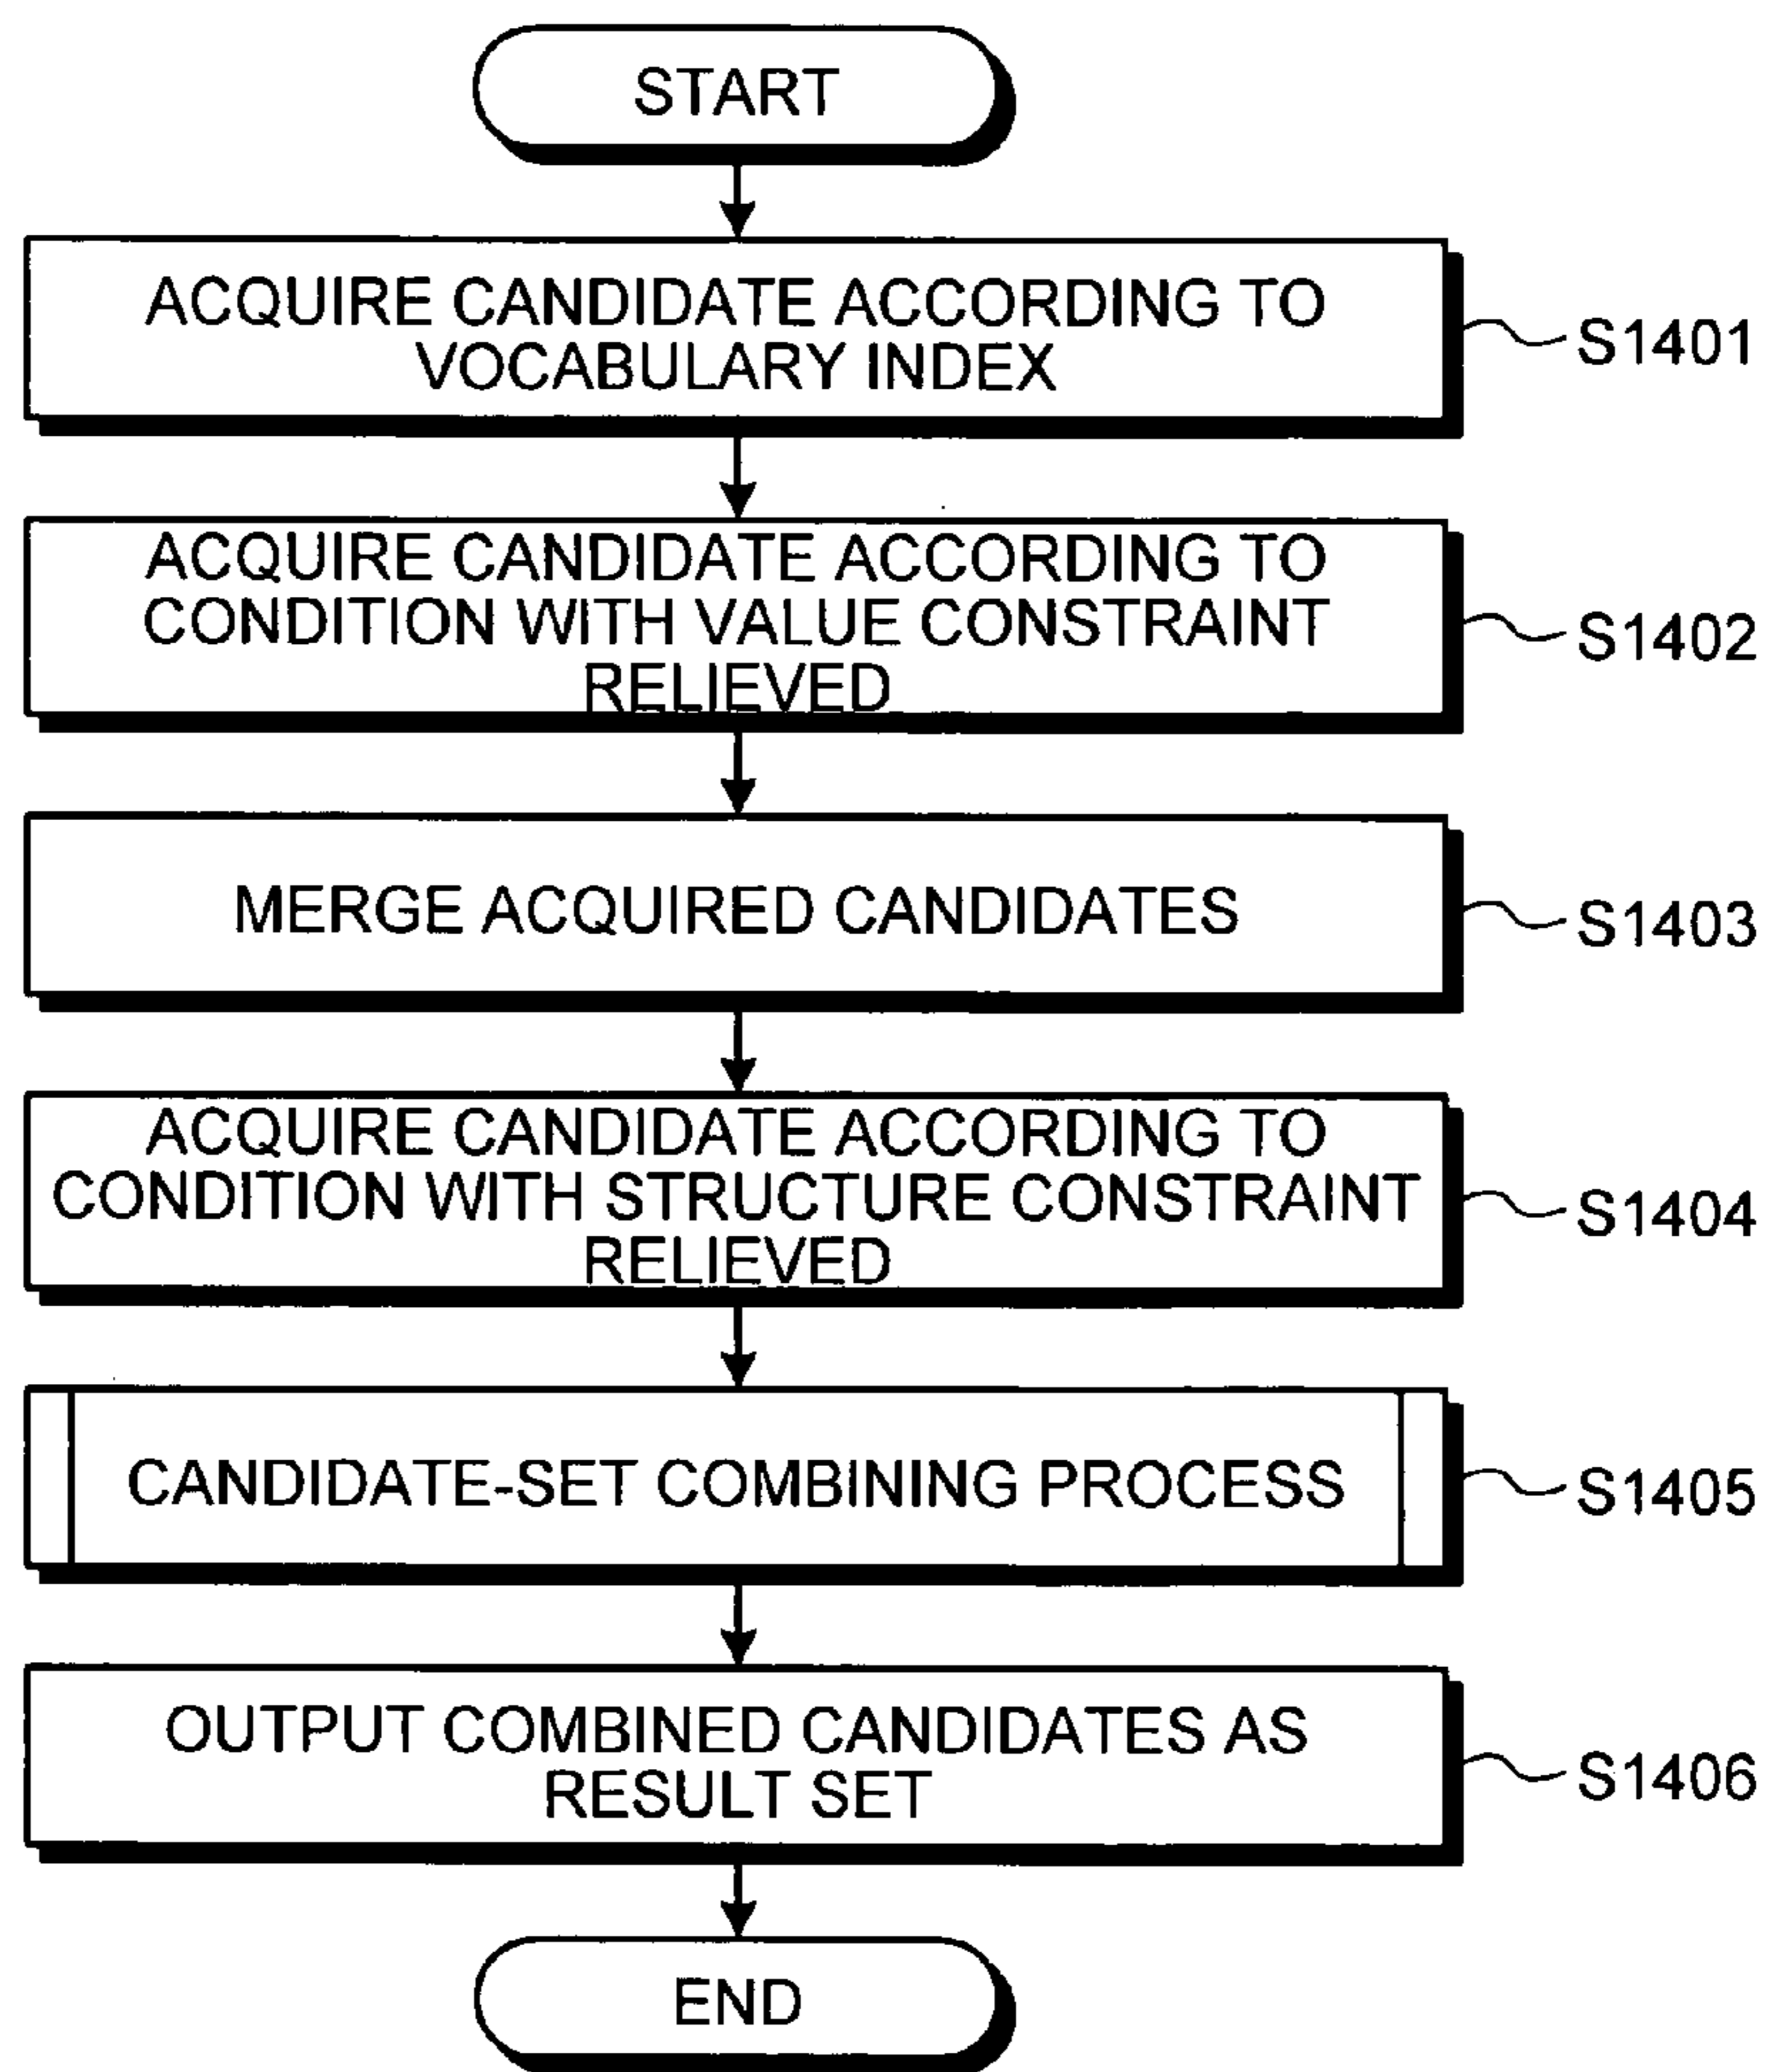 START
ACQUIRE CANDIDATE ACCORDING TO
VOCABULARY INDEX
S1401
ACQUIRE CANDIDATE ACCORDING TO
CONDITION WITH VALUE CONSTRAINT
RELIEVED
S1402
MERGE ACQUIRED CANDIDATES
S1403
ACQUIRE CANDIDATE ACCORDING TO
CONDITION WITH STRUCTURE CONSTRAINT
RELIEVED
S1404
CANDIDATE-SET COMBINING PROCESS
S1405
OUTPUT COMBINED CANDIDATES AS
RESULT SET
S1406
END